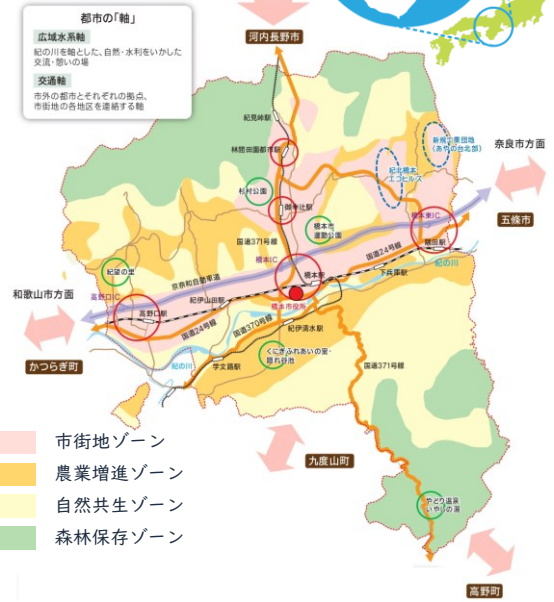 都市の「軸」
広域水系軸
紀の川を軸とした、自然・水利をいかした
交流・憩いの場
交通軸
市外の都市とそれぞれの拠点、
市街地の各地区を連結する軸
河内長野市
紀見峠駅
林間田園都市駅
新規工業団地
(あやの台北部)
紀北橋本
エコヒルズ
奈良市方面
杉村公園
御幸辻駅
橋本市
運動公園
橋本東IC
五條市
国道371号線
隅田駅
橋本IC
国道24号線
紀の川
紀望の里
京奈和自動車道
橋本駅
下兵庫駅
和歌山市方面
高野口IC
紀伊山田駅
橋本市役所
高野口駅
国道24号線
国道370号線
紀伊清水駅
かつらぎ町
紀の川
学文路駅
くにぎふれあいの里・
隠れ谷池
国道371号線
市街地ゾーン
農業増進ゾーン
自然共生ゾーン
森林保存ゾーン
九度山町
やどり温泉
いやしの湯
高野町